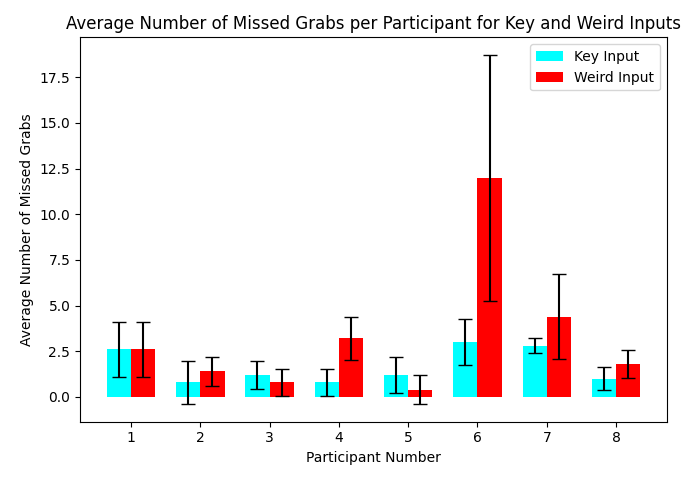 Average Number of Missed Grabs per Participant for Key and Weird Inputs
Key Input
Weird Input
Average Number of Missed Grabs
17.5
15.0
12.5
10.0
7.5
5.0
2.5
0.0
1 2 3 4 5 6 7 8
Participant Number